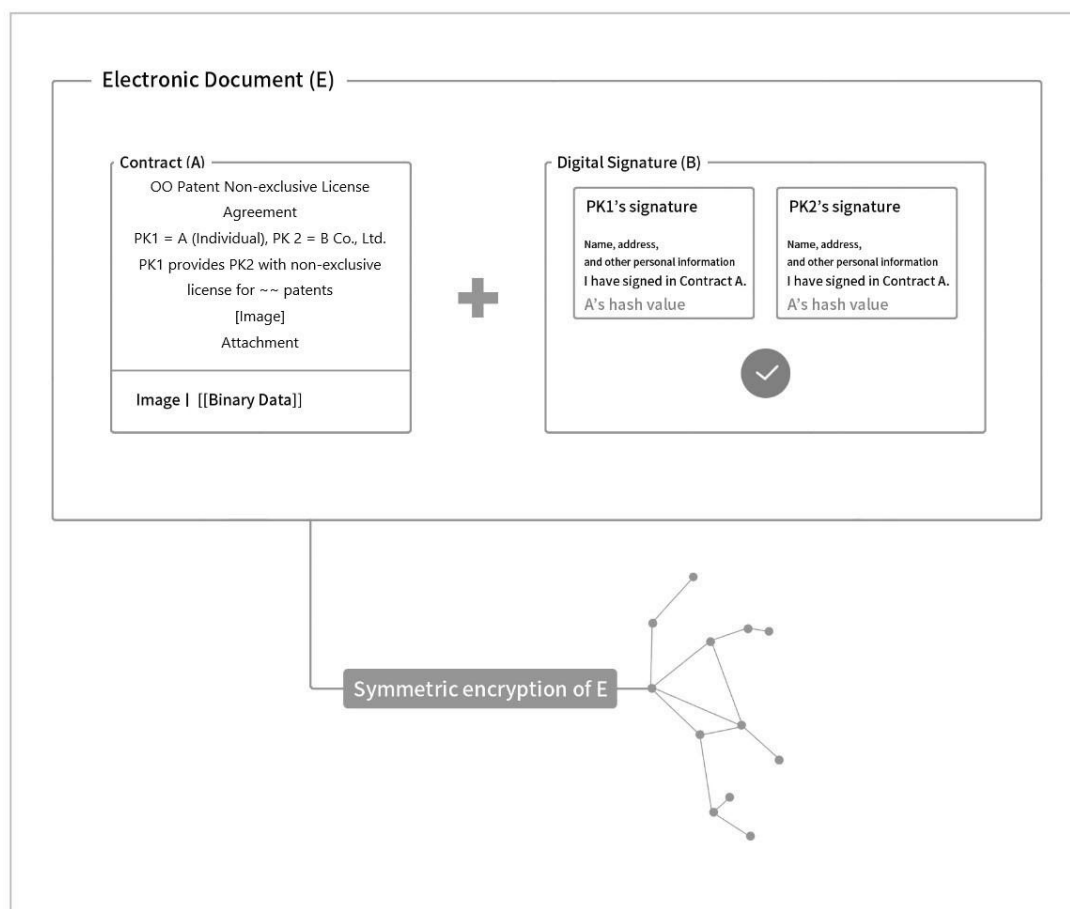 Electronic Document (E)
Contract (A)
OO Patent Non-exclusive License
Agreement
PK1 = A (Individual), PK 2 = B Co., Ltd.
PK1 provides PK2 with non-exclusive
license for ~~ patents
[Image]
Attachment
Image | [[Binary Data]]
Digital Signature (B)
PK1’s signature
Name, address,
and other personal information
I have signed in Contract A.
A’s hash value
PK2’s signature
Name, address,
and other personal information
I have signed in Contract A.
A’s hash value
Symmetric encryption of E